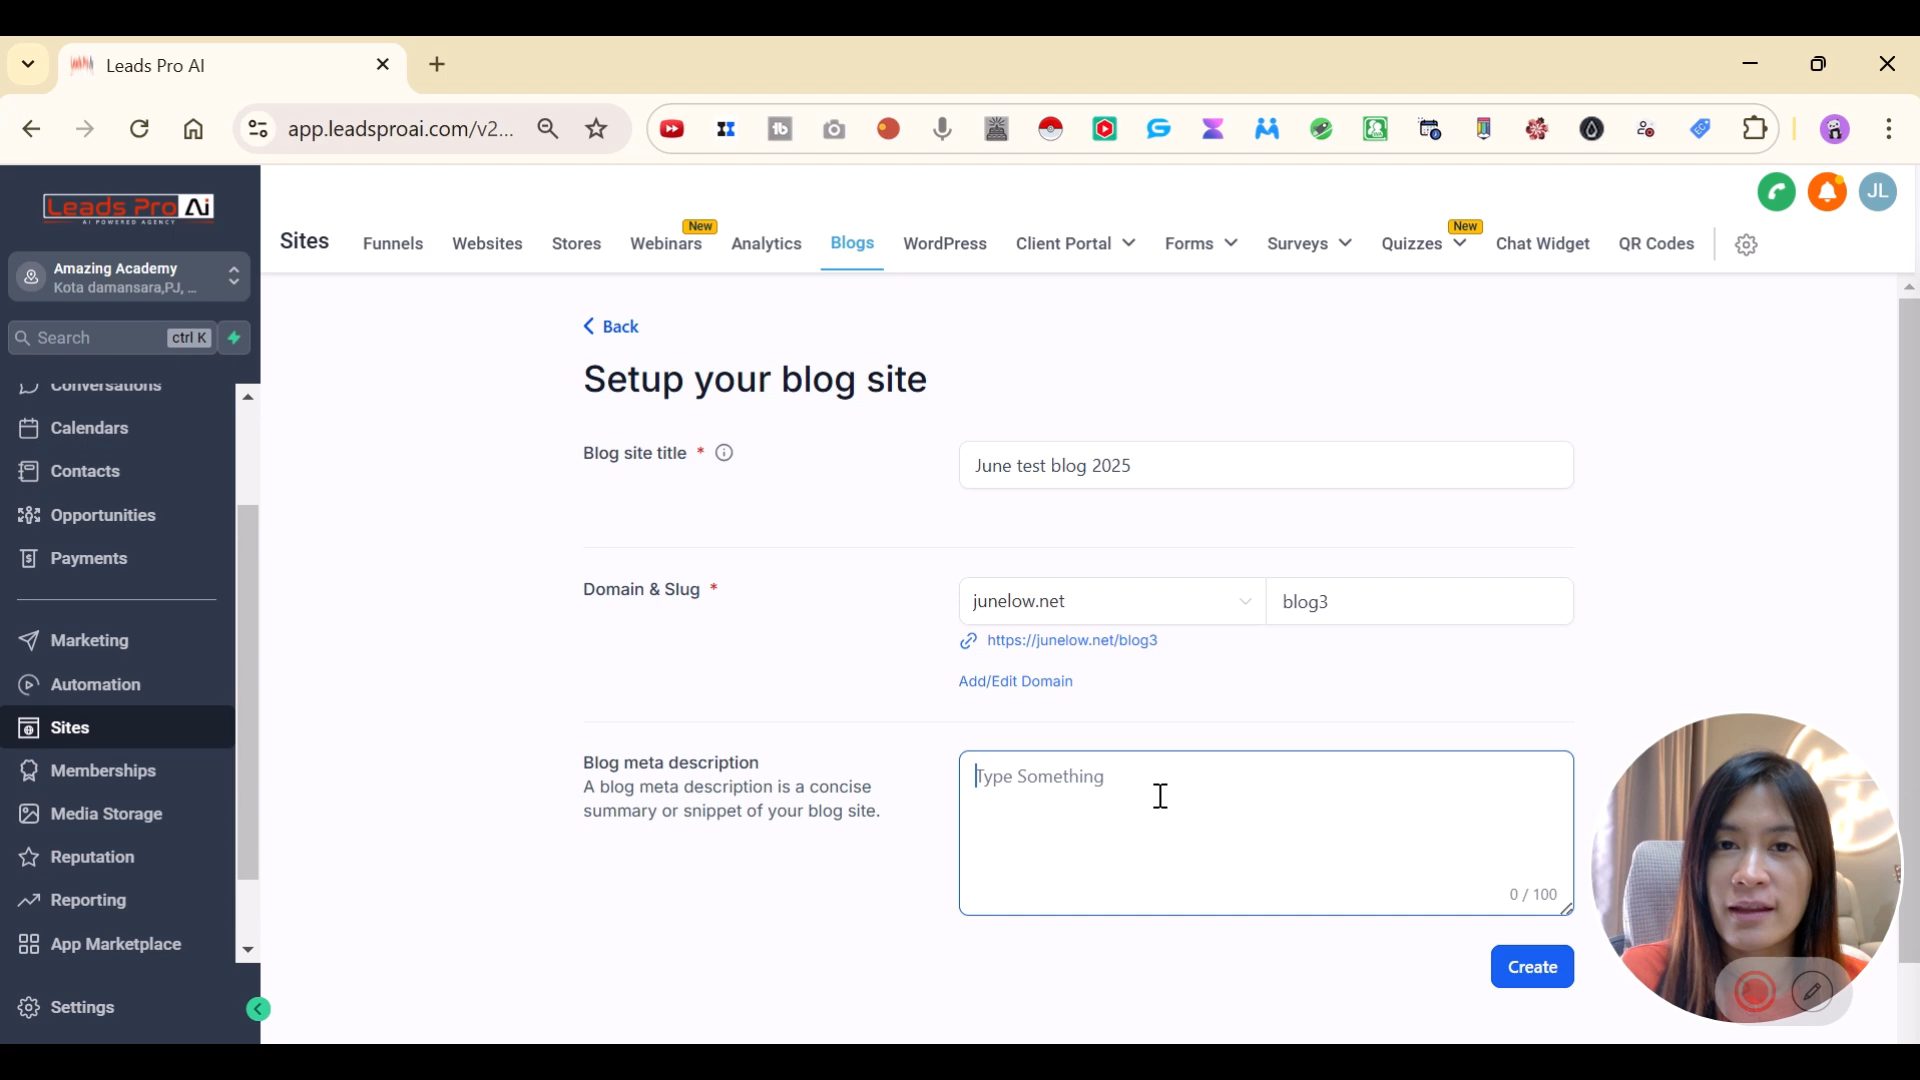 Leads Pro AI
app.leadsproai.com/v2...
Leads Pro Ai
AI POWERED AGENCY
Amazing Academy
Kota damansara,PJ, ...
Search
ctrl K
Conversations
Calendars
Contacts
Opportunities
Payments
Marketing
Automation
Sites
Memberships
Media Storage
Reputation
Reporting
App Marketplace
Settings
JL
Sites
Funnels
Websites
Stores
Webinars
New
Analytics
Blogs
WordPress
Client Portal
Forms
Surveys
Quizzes
New
Chat Widget
QR Codes
Back
Setup your blog site
Blog site title *
June test blog 2025
Domain & Slug *
junelow.net
blog3
https://junelow.net/blog3
Add/Edit Domain
Blog meta description
A blog meta description is a concise
summary or snippet of your blog site.
Type Something
0 / 100
Create